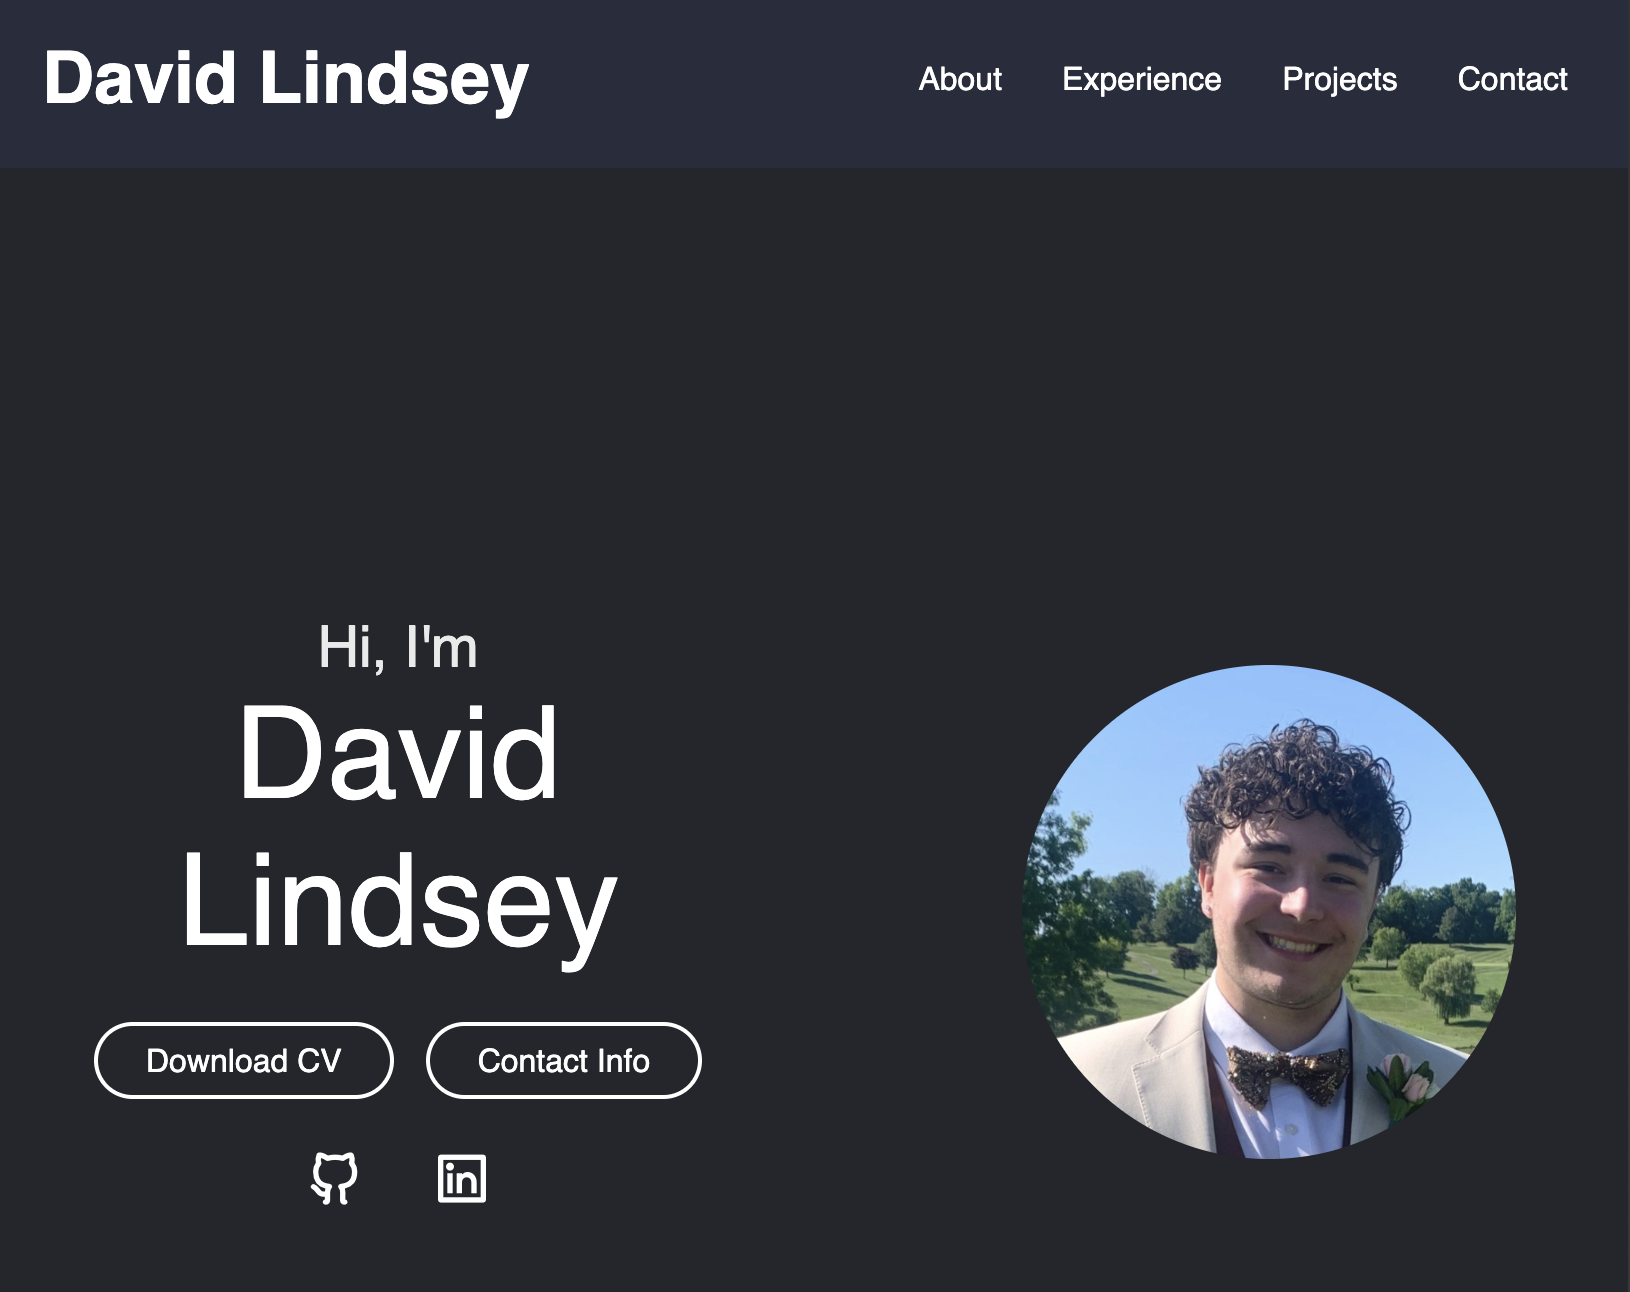 David Lindsey
About Experience Projects Contact
Hi, I'm
David
Lindsey
Download CV Contact Info
in